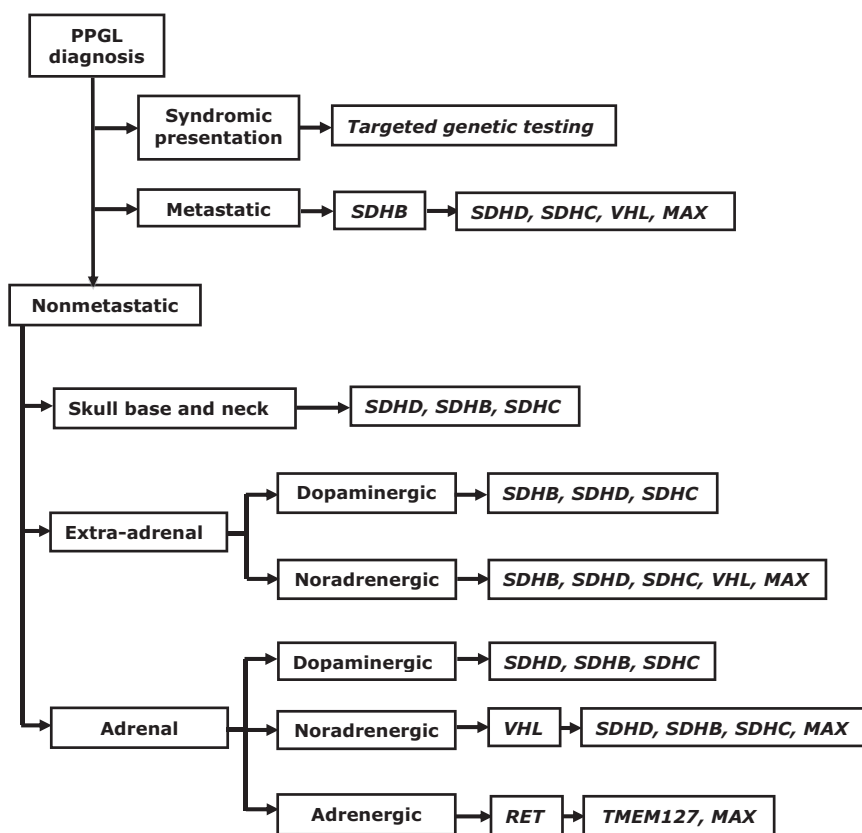 PPGL
diagnosis
Syndromic
presentation
Targeted genetic testing
Metastatic
SDHB
SDHD, SDHC, VHL, MAX
Nonmetastatic
Skull base and neck
SDHD, SDHB, SDHC
Extra-adrenal
Dopaminergic
SDHB, SDHD, SDHC
Noradrenergic
SDHB, SDHD, SDHC, VHL, MAX
Adrenal
Dopaminergic
SDHD, SDHB, SDHC
Noradrenergic
VHL
SDHD, SDHB, SDHC, MAX
Adrenergic
RET
TMEM127, MAX